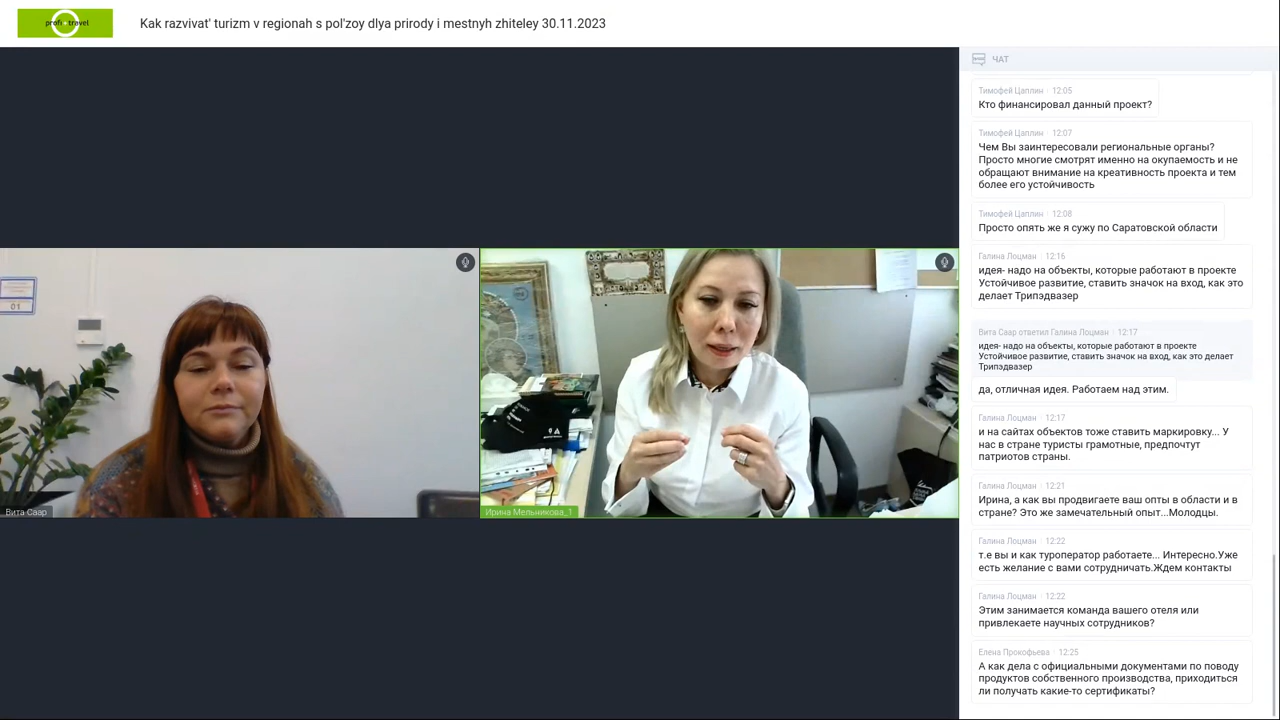 profi travel
Kak razvivat' turizm v regionah s pol'zoy dlya prirody i mestnyh zhiteley 30.11.2023
ЧАТ
Тимофей Цаплин · 12:05
Кто финансировал данный проект?
Тимофей Цаплин · 12:07
Чем Вы заинтересовали региональные органы?
Просто многие смотрят именно на окупаемость и не
обращают внимание на креативность проекта и тем
более его устойчивость
Тимофей Цаплин · 12:08
Просто опять же я сужу по Саратовской области
Галина Лоцман · 12:16
идея- надо на объекты, которые работают в проекте
Устойчивое развитие, ставить значок на вход, как это
делает Трипэдвазер
Вита Саар ответил Галина Лоцман · 12:17
идея- надо на объекты, которые работают в проекте
Устойчивое развитие, ставить значок на вход, как это делает
Трипэдвазер
да, отличная идея. Работаем над этим.
Галина Лоцман · 12:17
и на сайтах объектов тоже ставить маркировку... У
нас в стране туристы грамотные, предпочтут
патриотов страны.
Галина Лоцман · 12:21
Ирина, а как вы продвигаете ваш опты в области и в
стране? Это же замечательный опыт...Молодцы.
Галина Лоцман · 12:22
т.е вы и как туроператор работаете... Интересно.Уже
есть желание с вами сотрудничать.Ждем контакты
Галина Лоцман · 12:22
Этим занимается команда вашего отеля или
привлекаете научных сотрудников?
Елена Прокофьева · 12:25
А как дела с официальными документами по поводу
продуктов собственного производства, приходиться
ли получать какие-то сертификаты?
01
Вита Саар
Ирина Мельникова_1